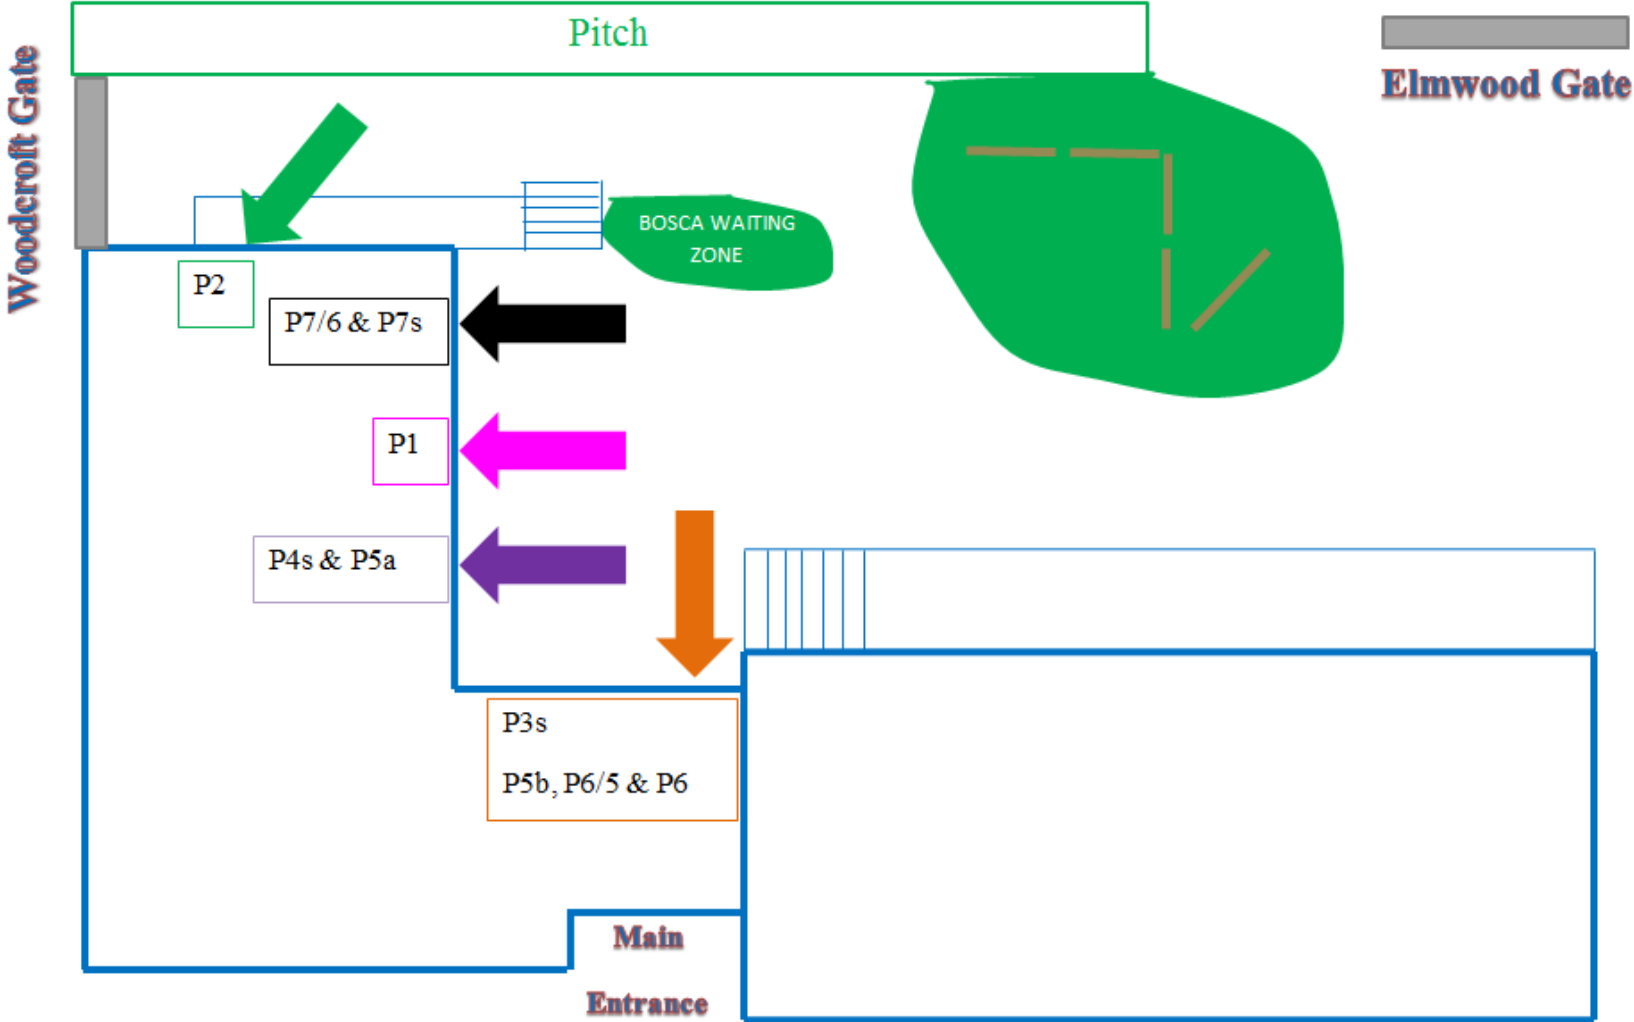 Pitch
Elmwood Gate
Woodcroft Gate
BOSCA WAITING
ZONE
P2
P7/6 & P7s
P1
P4s & P5a
P3s
P5b, P6/5 & P6
Main
Entrance